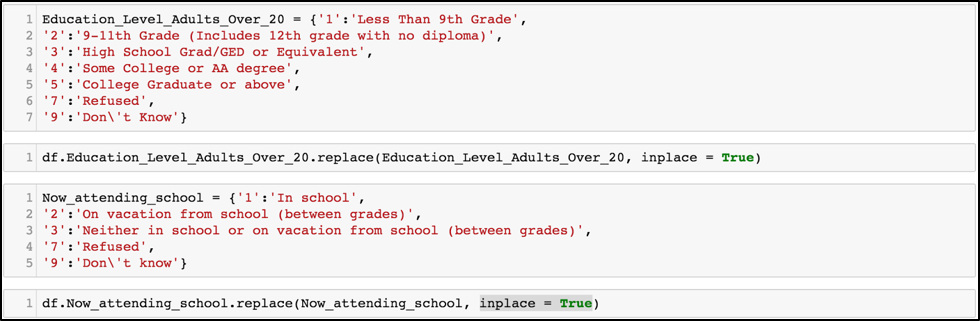 1 Education_Level_Adults_Over_20 = {'1':'Less Than 9th Grade',
2 '2':'9-11th Grade (Includes 12th grade with no diploma)',
3 '3':'High School Grad/GED or Equivalent',
4 '4':'Some College or AA degree',
5 '5':'College Graduate or above',
6 '7':'Refused',
7 '9':'Don\'t Know'}
1 df.Education_Level_Adults_Over_20.replace(Education_Level_Adults_Over_20, inplace = True)
1 Now_attending_school = {'1':'In school',
2 '2':'On vacation from school (between grades)',
3 '3':'Neither in school or on vacation from school (between grades)',
4 '7':'Refused',
5 '9':'Don\'t know'}
1 df.Now_attending_school.replace(Now_attending_school, inplace = True)